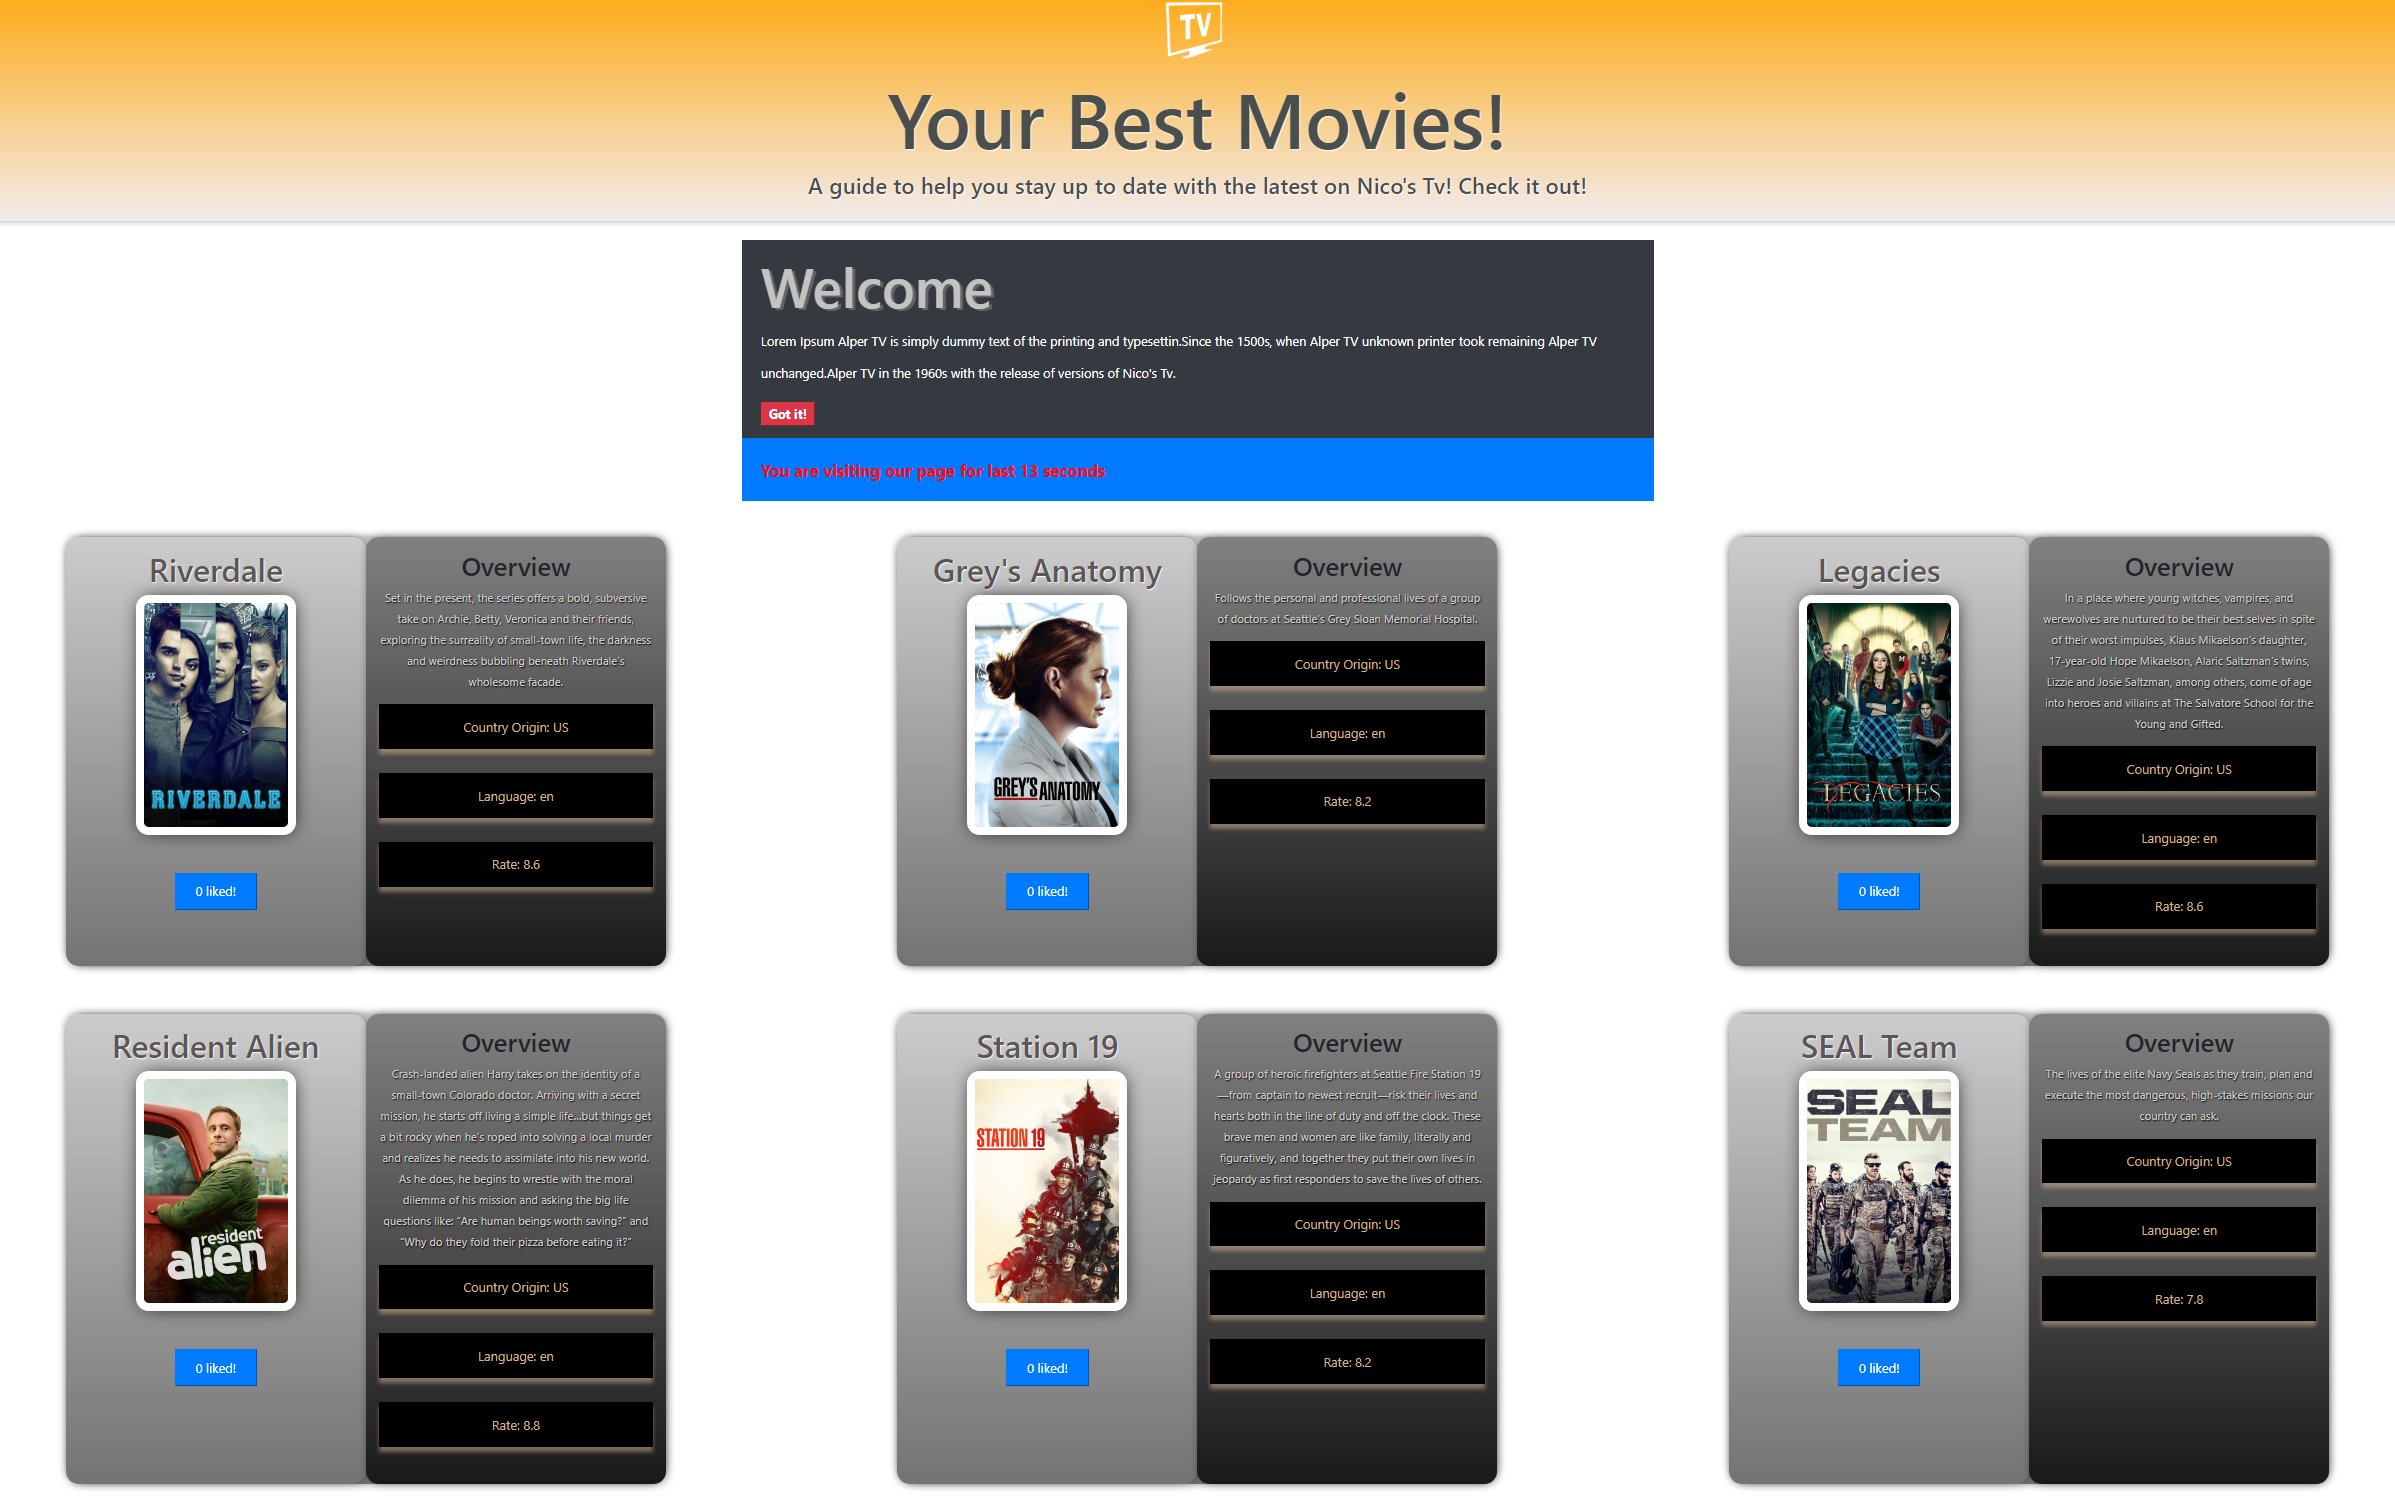 TV
Your Best Movies!
A guide to help you stay up to date with the latest on Nico's Tv! Check it out!
Welcome
Lorem Ipsum Alper TV is simply dummy text of the printing and typesettin.Since the 1500s, when Alper TV unknown printer took remaining Alper TV
unchanged.Alper TV in the 1960s with the release of versions of Nico's Tv.
Got it!
You are visiting our page for last 13 seconds
Riverdale
RIVERDALE
0 liked!
Overview
Set in the present, the series offers a bold, subversive
take on Archie, Betty, Veronica and their friends,
exploring the surreality of small-town life, the darkness
and weirdness bubbling beneath Riverdale's
wholesome facade.
Country Origin: US
Language: en
Rate: 8.6
Grey's Anatomy
GREY'S ANATOMY
0 liked!
Overview
Follows the personal and professional lives of a group
of doctors at Seattle's Grey Sloan Memorial Hospital.
Country Origin: US
Language: en
Rate: 8.2
Legacies
LEGACIES
0 liked!
Overview
In a place where young witches, vampires, and
werewolves are nurtured to be their best selves in spite
of their worst impulses, Klaus Mikaelson's daughter,
17-year-old Hope Mikaelson, Alaric Saltzman's twins,
Lizzie and Josie Saltzman, among others, come of age
into heroes and villains at The Salvatore School for the
Young and Gifted.
Country Origin: US
Language: en
Rate: 8.6
Resident Alien
resident
alien
0 liked!
Overview
Crash-landed alien Harry takes on the identity of a
small-town Colorado doctor. Arriving with a secret
mission, he starts off living a simple life...but things get
a bit rocky when he's roped into solving a local murder
and realizes he needs to assimilate into his new world.
As he does, he begins to wrestle with the moral
dilemma of his mission and asking the big life
questions like: “Are human beings worth saving?” and
“Why do they fold their pizza before eating it?”
Country Origin: US
Language: en
Rate: 8.8
Station 19
STATION 19
0 liked!
Overview
A group of heroic firefighters at Seattle Fire Station 19
—from captain to newest recruit—risk their lives and
hearts both in the line of duty and off the clock. These
brave men and women are like family, literally and
figuratively, and together they put their own lives in
jeopardy as first responders to save the lives of others.
Country Origin: US
Language: en
Rate: 8.2
SEAL Team
SEAL
TEAM
0 liked!
Overview
The lives of the elite Navy Seals as they train, plan and
execute the most dangerous, high-stakes missions our
country can ask.
Country Origin: US
Language: en
Rate: 7.8